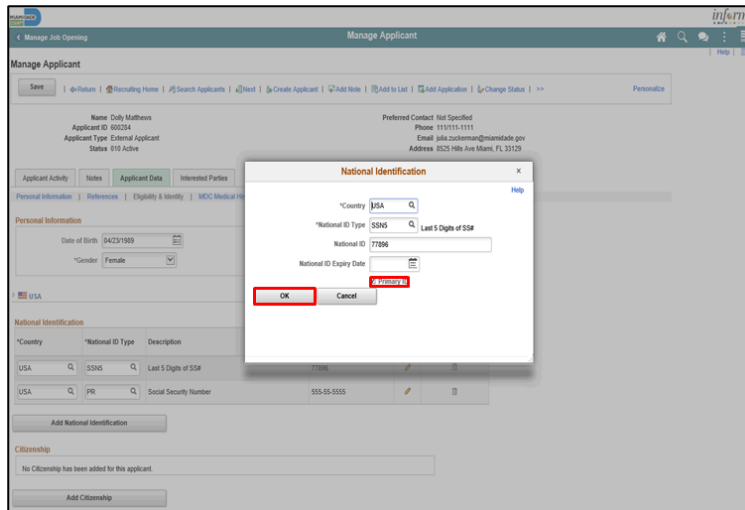 MIAMI-DADE
COUNTY
inform
Manage Job Opening
Manage Applicant
Help
Manage Applicant
Save | Return | Recruiting Home | Search Applicants | Next | Create Applicant | Add Note | Add to List | Add Application | Change Status | >> Personalize
Name Dolly Matthews Preferred Contact Not Specified
Applicant ID 600284 Phone 111/111-1111
Applicant Type External Applicant Email julia.zuckerman@miamidade.gov
Status 010 Active Address 8525 Hills Ave Miami, FL 33129
Applicant Activity Notes Applicant Data Interested Parties
Personal Information | References | Eligibility & Identity | MDC Medical
Personal Information
Date of Birth 04/23/1989
*Gender Female
USA
National Identification
*Country *National ID Type Description
USA SSN5 Last 5 Digits of SS# 77896
USA PR Social Security Number 555-55-5555
Add National Identification
Citizenship
No Citizenship has been added for this applicant.
Add Citizenship
National Identification x
Help
*Country USA
*National ID Type SSN5 Last 5 Digits of SS#
National ID 77896
National ID Expiry Date
Primary ID
OK Cancel